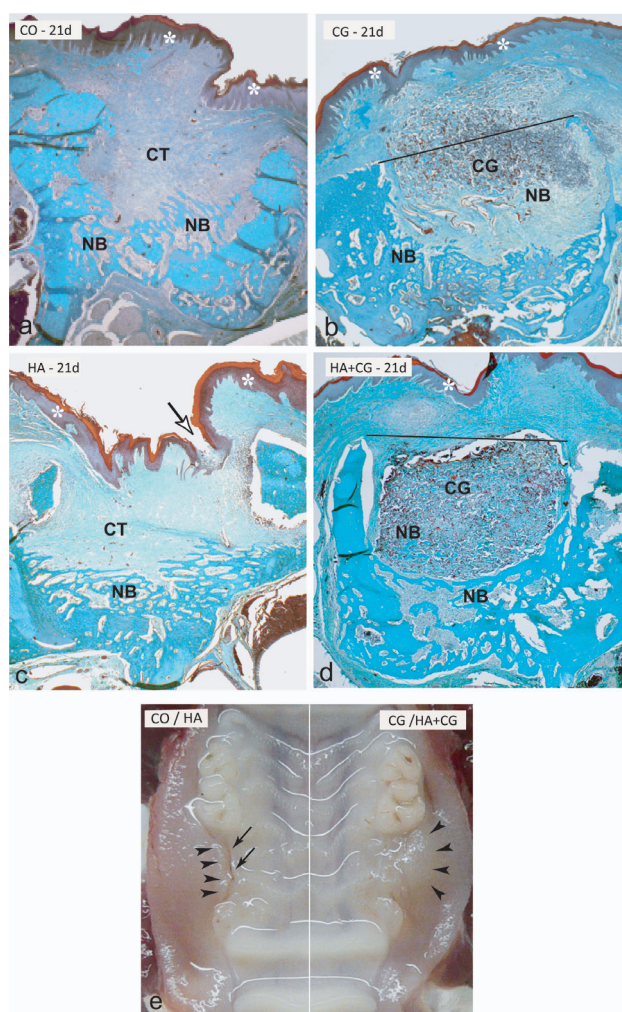 CO - 21d
CG - 21d
CT
CG
NB
NB
NB
NB
a
b
HA - 21d
HA+CG - 21d
CG
CT
NB
NB
NB
c
d
CO / HA
CG /HA+CG
e